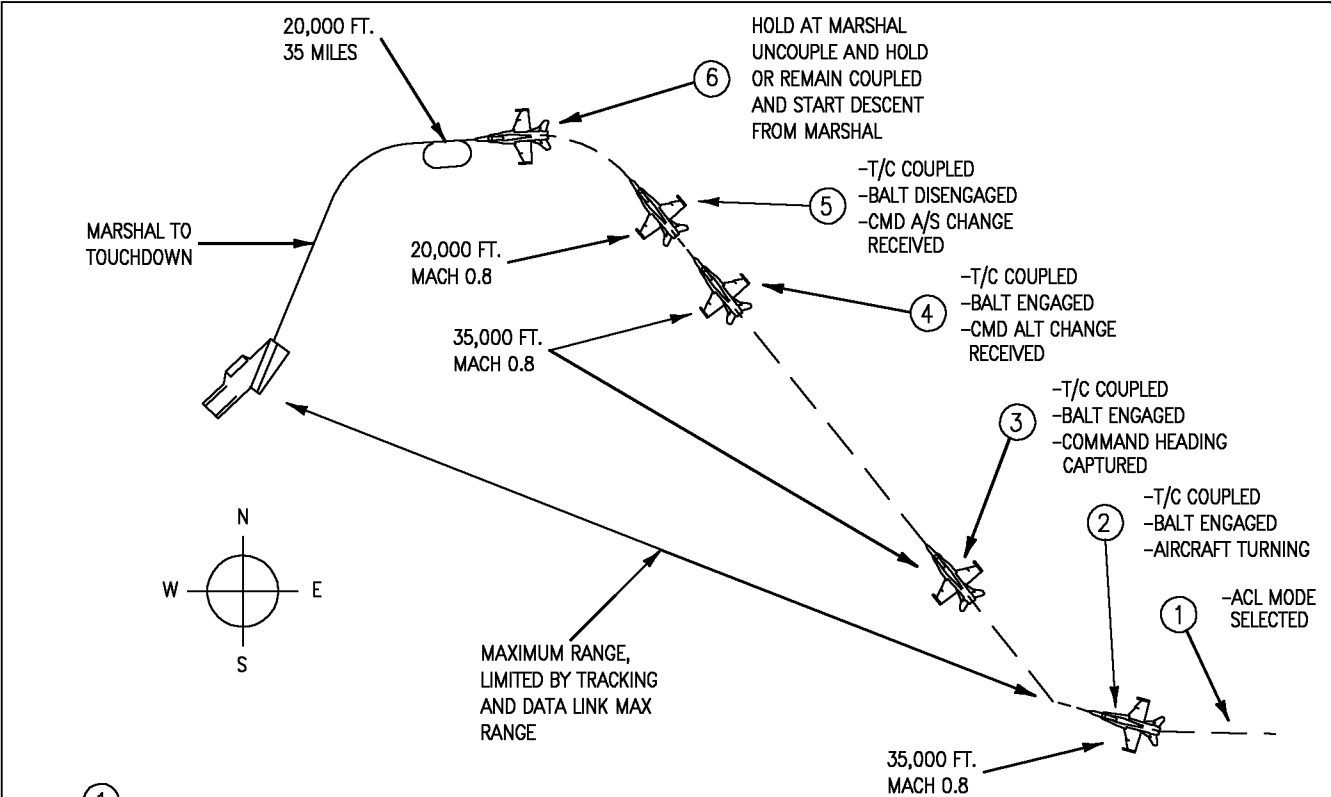 20,000 FT.
35 MILES
HOLD AT MARSHAL
UNCOUPLE AND HOLD
OR REMAIN COUPLED
AND START DESCENT
FROM MARSHAL
6
-T/C COUPLED
-BALT DISENGAGED
-CMD A/S CHANGE
RECEIVED
5
MARSHAL TO
TOUCHDOWN
20,000 FT.
MACH 0.8
-T/C COUPLED
-BALT ENGAGED
-CMD ALT CHANGE
RECEIVED
4
35,000 FT.
MACH 0.8
-T/C COUPLED
-BALT ENGAGED
-COMMAND HEADING
CAPTURED
3
-T/C COUPLED
-BALT ENGAGED
-AIRCRAFT TURNING
2
N
W
E
S
-ACL MODE
SELECTED
1
MAXIMUM RANGE,
LIMITED BY TRACKING
AND DATA LINK MAX
RANGE
35,000 FT.
MACH 0.8